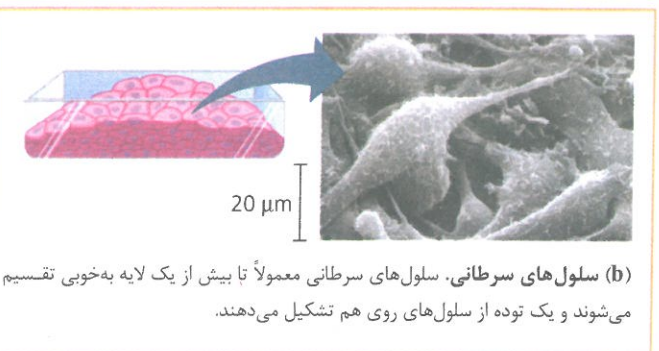 20 µm
(b) سلول‌های سرطانی. سلول‌های سرطانی معمولاً تا بیش از یک لایه به‌خوبی تقسیم
می‌شوند و یک توده از سلول‌های روی هم تشکیل می‌دهند.